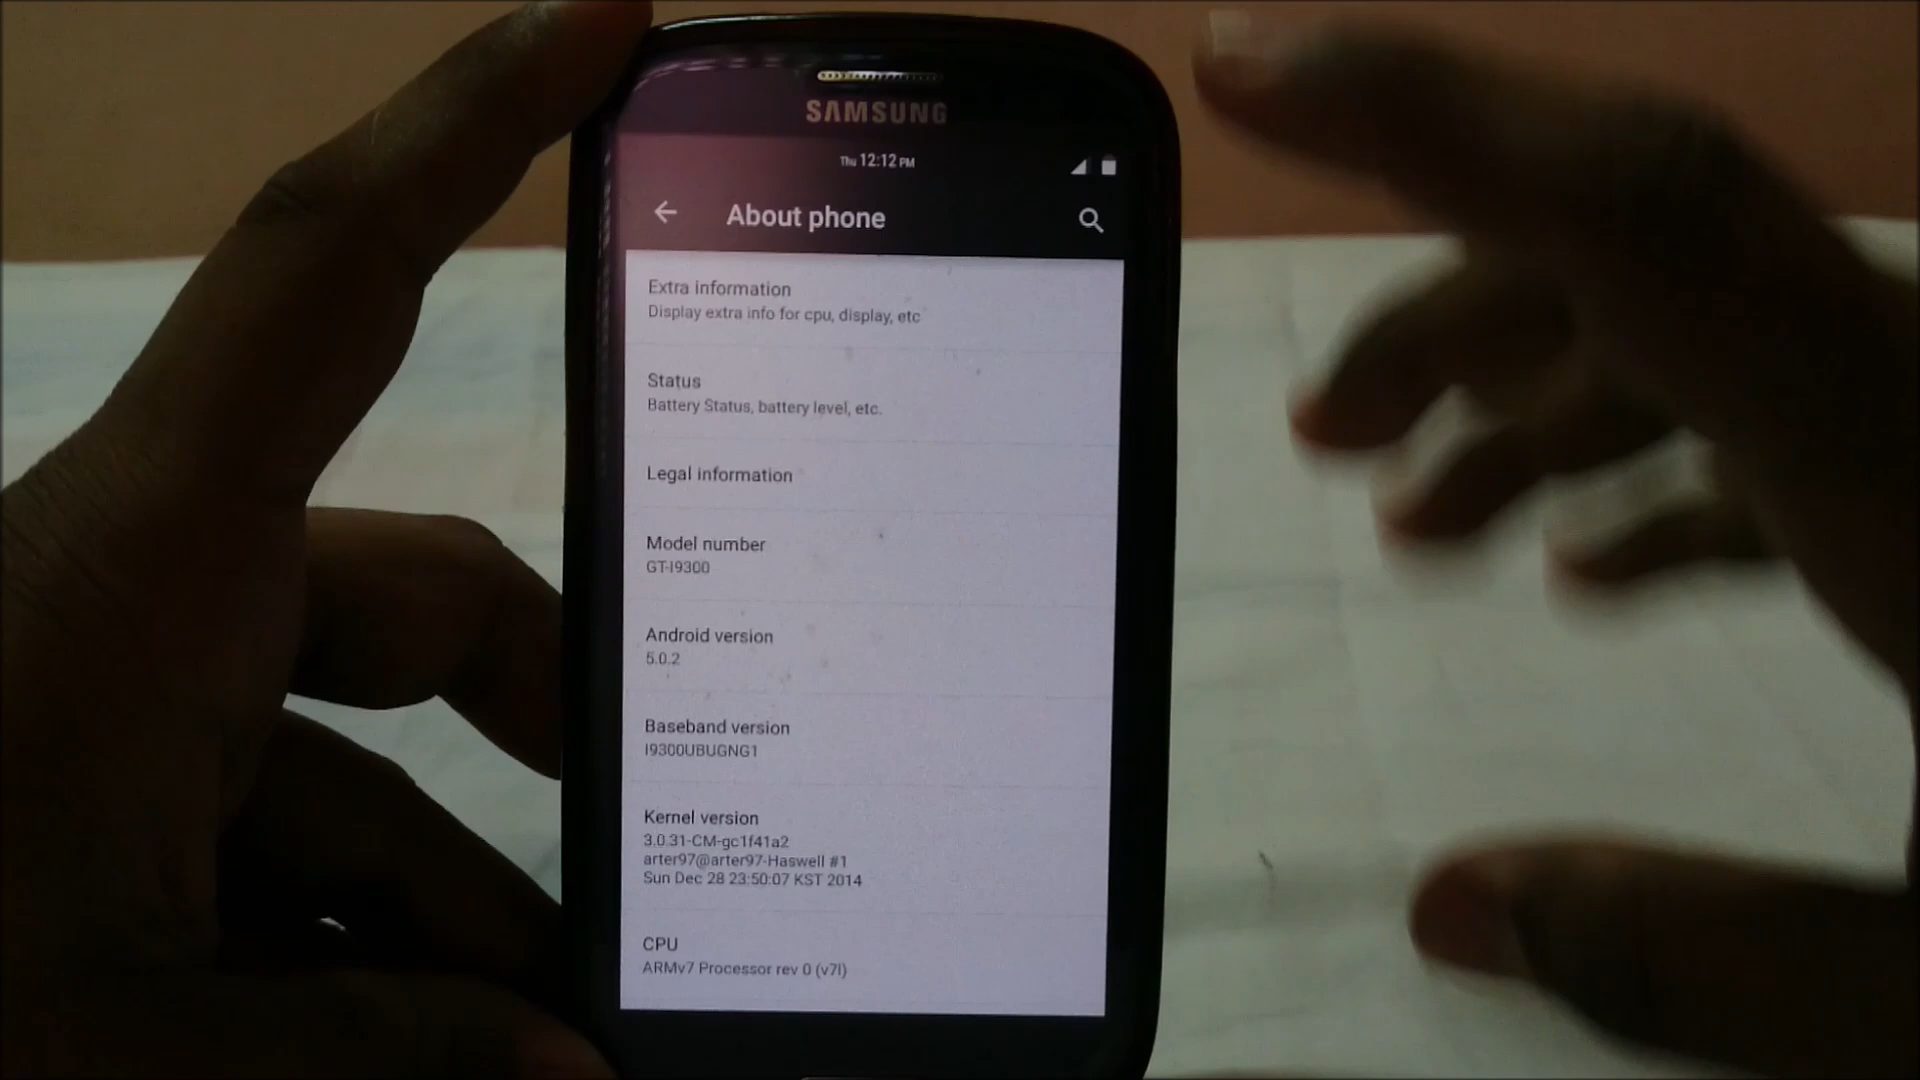 SAMSUNG
Thu 12:12 PM
About phone
Extra information
Display extra info for cpu, display, etc
Status
Battery Status, battery level, etc.
Legal information
Model number
GT-I9300
Android version
5.0.2
Baseband version
I9300UBUGNG1
Kernel version
3.0.31-CM-gc1f41a2
arter97@arter97-Haswell #1
Sun Dec 28 23:50:07 KST 2014
CPU
ARMv7 Processor rev 0 (v7l)